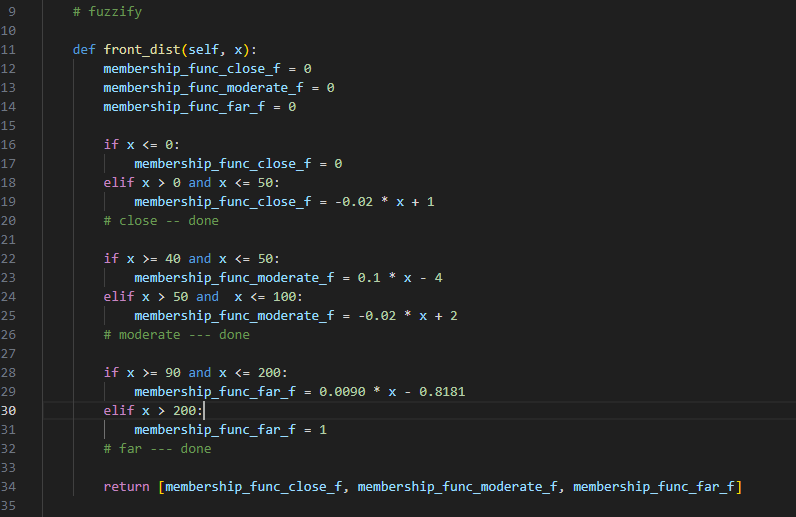 9 # fuzzify
10
11 def front_dist(self, x):
12 membership_func_close_f = 0
13 membership_func_moderate_f = 0
14 membership_func_far_f = 0
15
16 if x <= 0:
17 membership_func_close_f = 0
18 elif x > 0 and x <= 50:
19 membership_func_close_f = -0.02 * x + 1
20 # close -- done
21
22 if x >= 40 and x <= 50:
23 membership_func_moderate_f = 0.1 * x - 4
24 elif x > 50 and  x <= 100:
25 membership_func_moderate_f = -0.02 * x + 2
26 # moderate --- done
27
28 if x >= 90 and x <= 200:
29 membership_func_far_f = 0.0090 * x - 0.8181
30 elif x > 200:
31 membership_func_far_f = 1
32 # far --- done
33
34 return [membership_func_close_f, membership_func_moderate_f, membership_func_far_f]
35